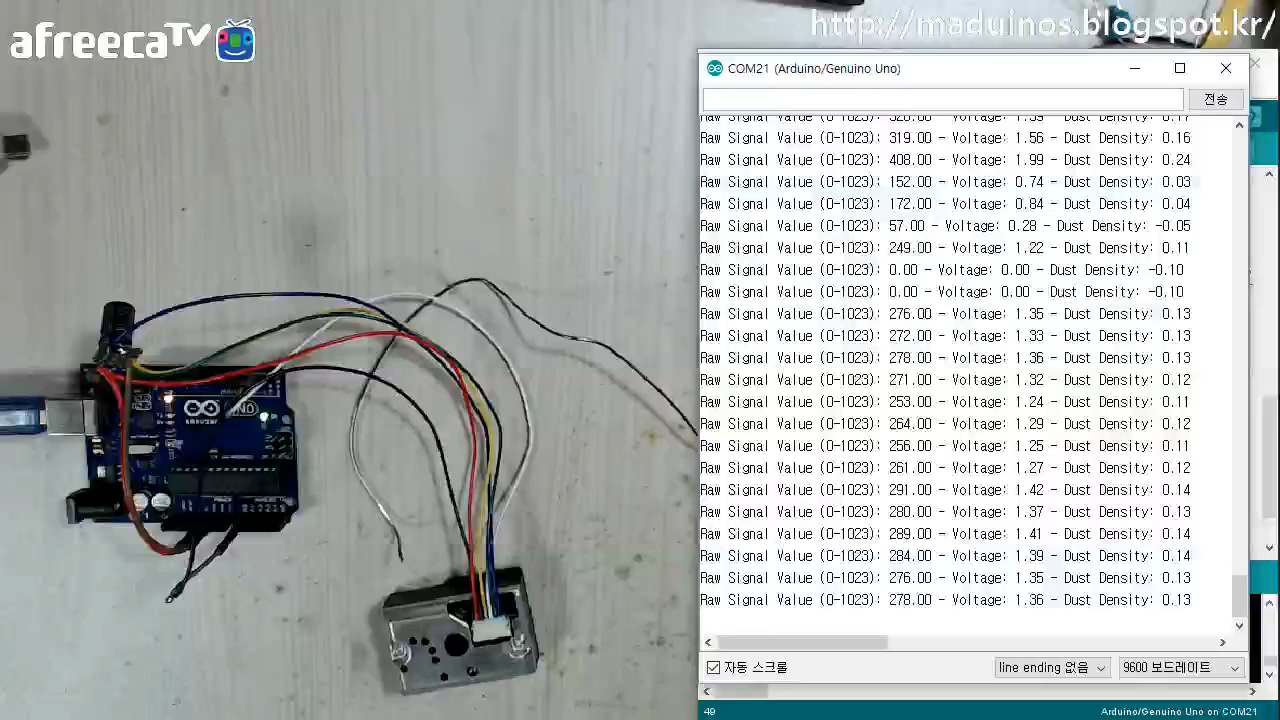 afreecaTV
http://maduinos.blogspot.kr/
COM21 (Arduino/Genuino Uno)
전송
Raw Signal Value (0-1023): 319.00 - Voltage: 1.56 - Dust Density: 0.16
Raw Signal Value (0-1023): 408.00 - Voltage: 1.99 - Dust Density: 0.24
Raw Signal Value (0-1023): 152.00 - Voltage: 0.74 - Dust Density: 0.03
Raw Signal Value (0-1023): 172.00 - Voltage: 0.84 - Dust Density: 0.04
Raw Signal Value (0-1023): 57.00 - Voltage: 0.28 - Dust Density: -0.05
Raw Signal Value (0-1023): 249.00 - Voltage: 1.22 - Dust Density: 0.11
Raw Signal Value (0-1023): 0.00 - Voltage: 0.00 - Dust Density: -0.10
Raw Signal Value (0-1023): 0.00 - Voltage: 0.00 - Dust Density: -0.10
Raw Signal Value (0-1023): 276.00 - Voltage: 1.35 - Dust Density: 0.13
Raw Signal Value (0-1023): 272.00 - Voltage: 1.33 - Dust Density: 0.13
Raw Signal Value (0-1023): 278.00 - Voltage: 1.36 - Dust Density: 0.13
Raw Signal Value (0-1023): 271.00 - Voltage: 1.32 - Dust Density: 0.12
Raw Signal Value (0-1023): Voltage: Dust Density: 0.11
Raw Signal Value (0-1023): 264.00 - Voltage: 1.29 - Dust Density: 0.12
Raw Signal Value (0-1023): Voltage: Dust Density: 0.11
Raw Signal Value (0-1023): Voltage: 1.27 - Dust Density: 0.12
Raw Signal Value (0-1023): 291.00 - Voltage: 1.42 - Dust Density: 0.14
Raw Signal Value (0-1023): 280.00 - Voltage: 1.37 - Dust Density: 0.13
Raw Signal Value (0-1023): 289.00 - Voltage: 1.41 - Dust Density: 0.14
Raw Signal Value (0-1023): 284.00 - Voltage: 1.39 - Dust Density: 0.14
Raw Signal Value (0-1023): 276.00 - Voltage: 1.35 - Dust Density: 0.13
Raw Signal Value (0-1023): 278.00 - Voltage: 1.36 - Dust Density: 0.13
자동 스크롤
line ending 없음
9600 보드레이트
49
Arduino/Genuino Uno on COM21
UNO